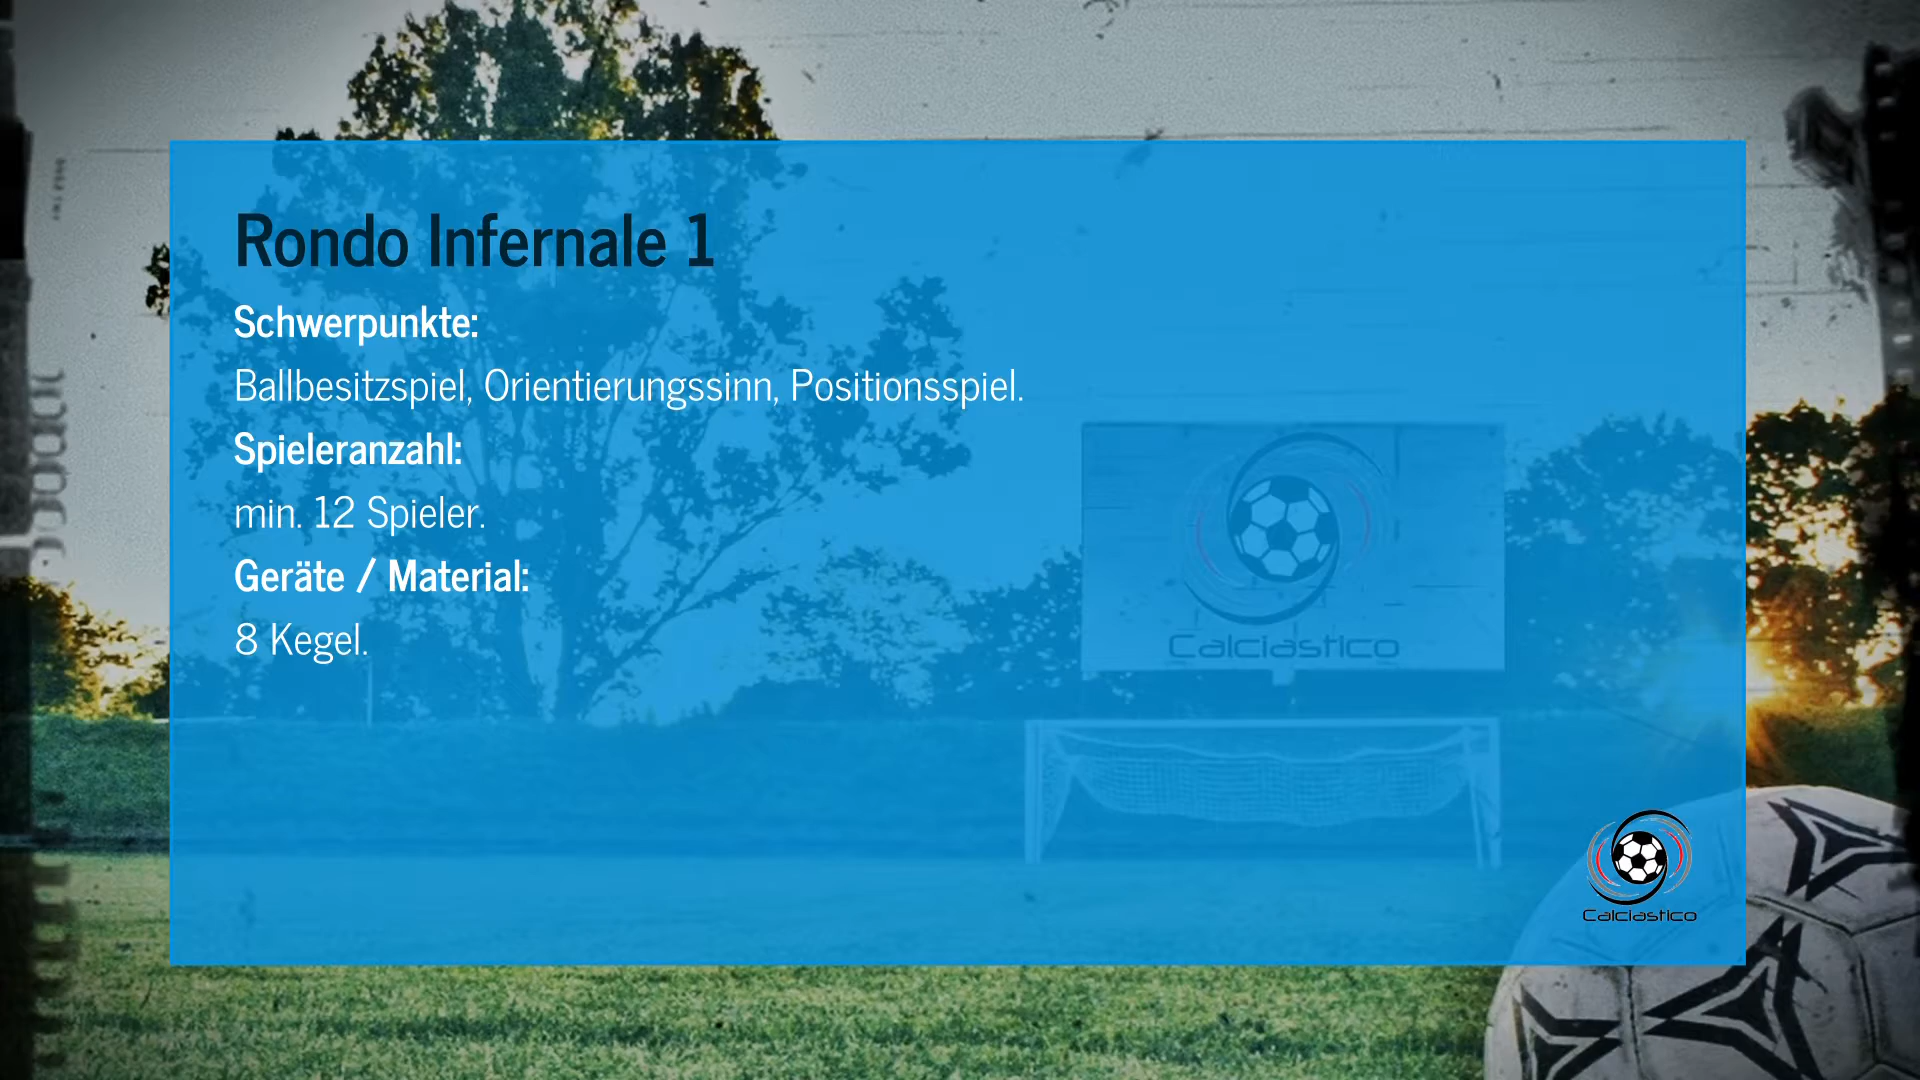 Rondo Infernale 1
Schwerpunkte:
Ballbesitzspiel, Orientierungssinn, Positionsspiel.
Spieleranzahl:
min. 12 Spieler.
Geräte / Material:
8 Kegel.
Calciastico
Calciastico